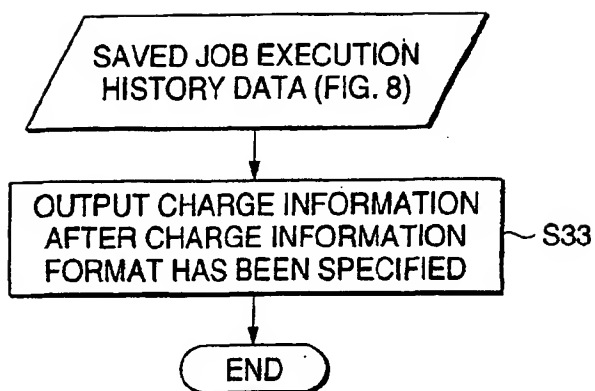 SAVED JOB EXECUTION
HISTORY DATA (FIG. 8)
OUTPUT CHARGE INFORMATION
AFTER CHARGE INFORMATION
FORMAT HAS BEEN SPECIFIED
S33
END